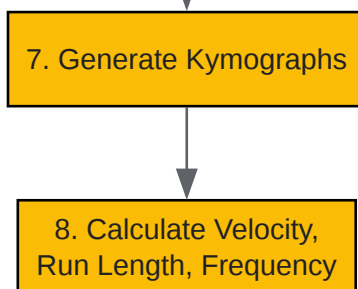 7. Generate Kymographs
8. Calculate Velocity,
Run Length, Frequency